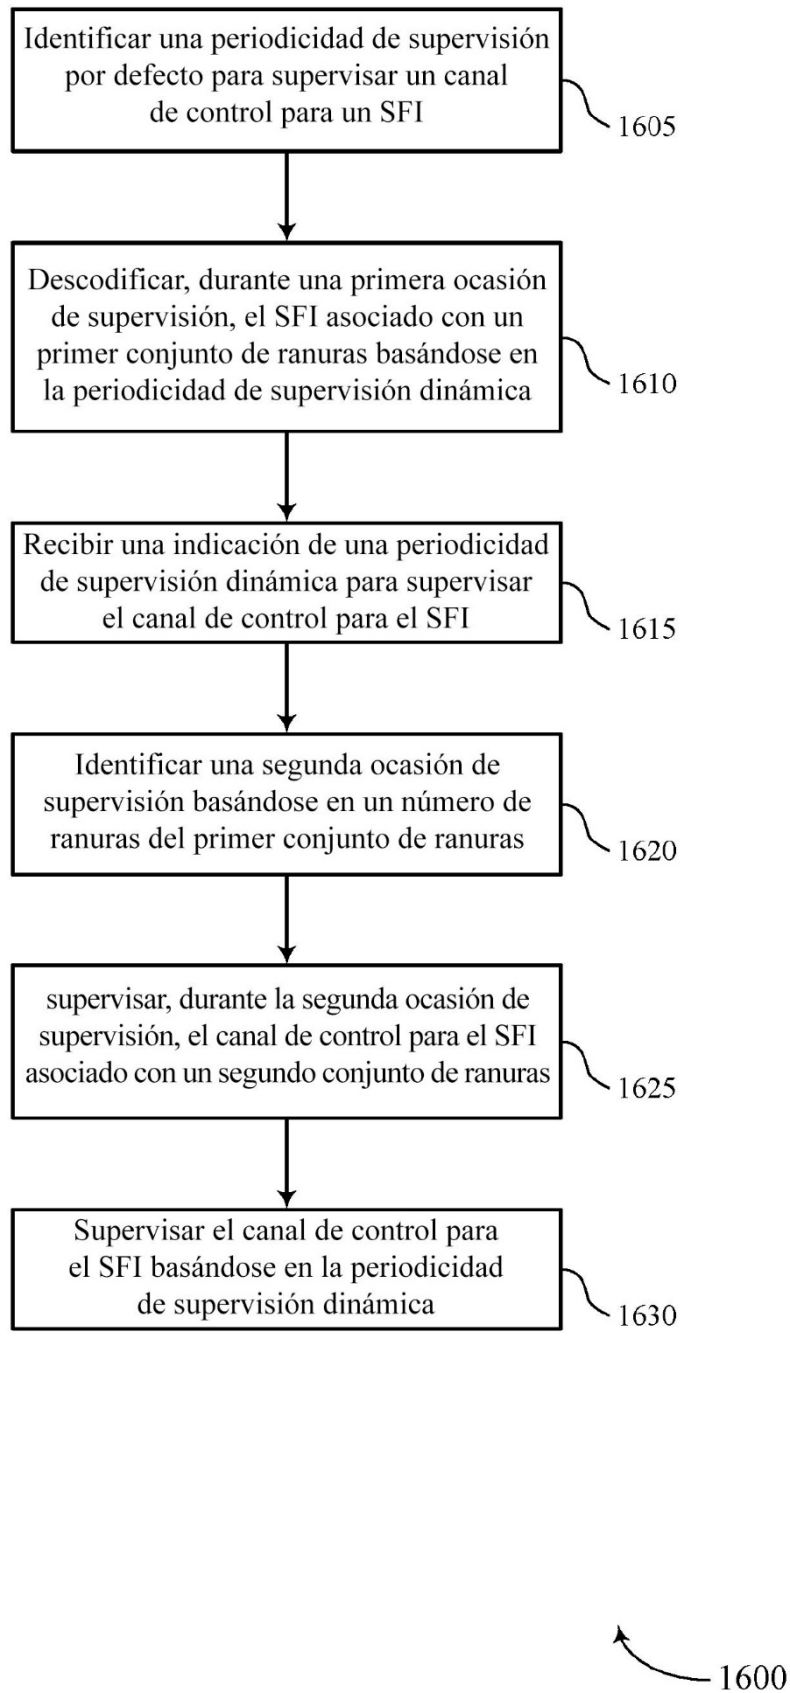 Identificar una periodicidad de supervisión
por defecto para supervisar un canal
de control para un SFI
1605
Descodificar, durante una primera ocasión
de supervisión, el SFI asociado con un
primer conjunto de ranuras basándose en
la periodicidad de supervisión dinámica
1610
Recibir una indicación de una periodicidad
de supervisión dinámica para supervisar
el canal de control para el SFI
1615
Identificar una segunda ocasión de
supervisión basándose en un número de
ranuras del primer conjunto de ranuras
1620
supervisar, durante la segunda ocasión de
supervisión, el canal de control para el SFI
asociado con un segundo conjunto de ranuras
1625
Supervisar el canal de control para
el SFI basándose en la periodicidad
de supervisión dinámica
1630
1600